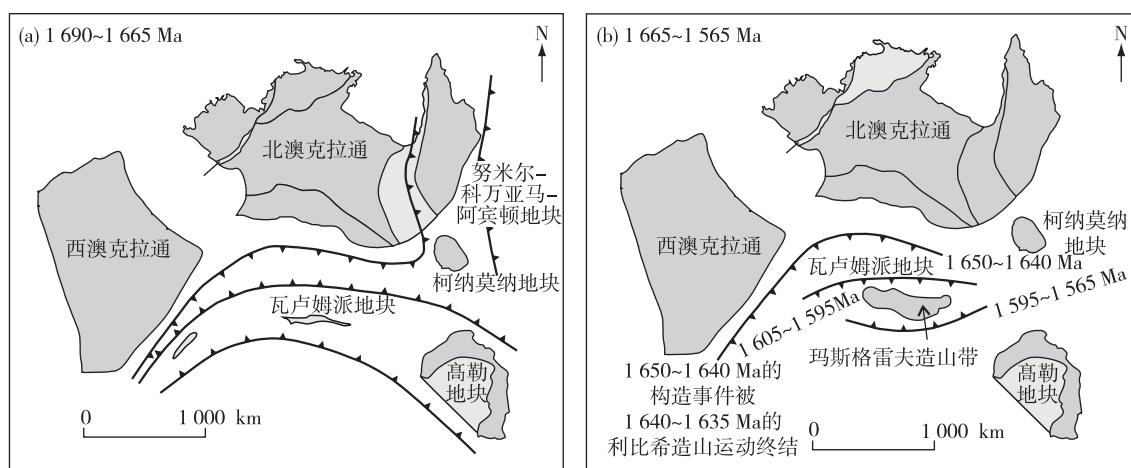 (a) 1 690~1 665 Ma
N
北澳克拉通
努米尔-
科万亚马-
阿宾顿地块
西澳克拉通
柯纳莫纳地块
瓦卢姆派地块
高勒
地块
0 1 000 km
(b) 1 665~1 565 Ma
N
北澳克拉通
柯纳莫纳
地块
西澳克拉通
瓦卢姆派地块
1 650~1 640 Ma
1 605~1 595Ma
1 595~1 565 Ma
玛斯格雷夫造山带
1 650~1 640 Ma的
构造事件被
1 640~1 635 Ma的
利比希造山运动终结
高勒
地块
0 1 000 km